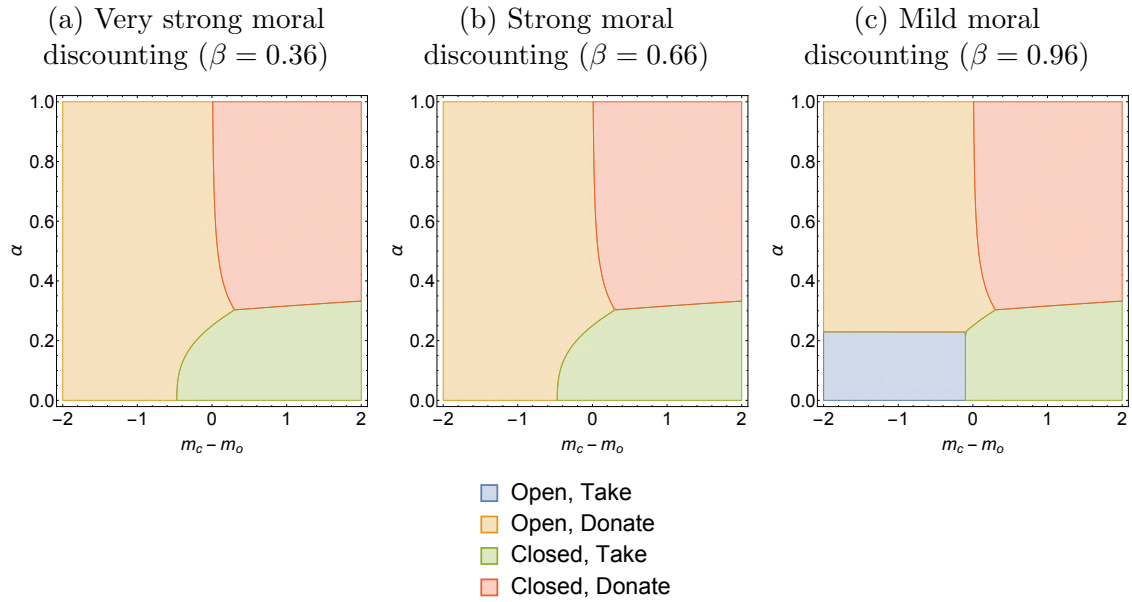 (a) Very strong moral
discounting (β = 0.36)
(b) Strong moral
discounting (β = 0.66)
(c) Mild moral
discounting (β = 0.96)
1.0
0.8
0.6
0.4
0.2
0.0
α
-2 -1 0 1 2
m_c - m_o
1.0
0.8
0.6
0.4
0.2
0.0
α
-2 -1 0 1 2
m_c - m_o
1.0
0.8
0.6
0.4
0.2
0.0
α
-2 -1 0 1 2
m_c - m_o
Open, Take
Open, Donate
Closed, Take
Closed, Donate